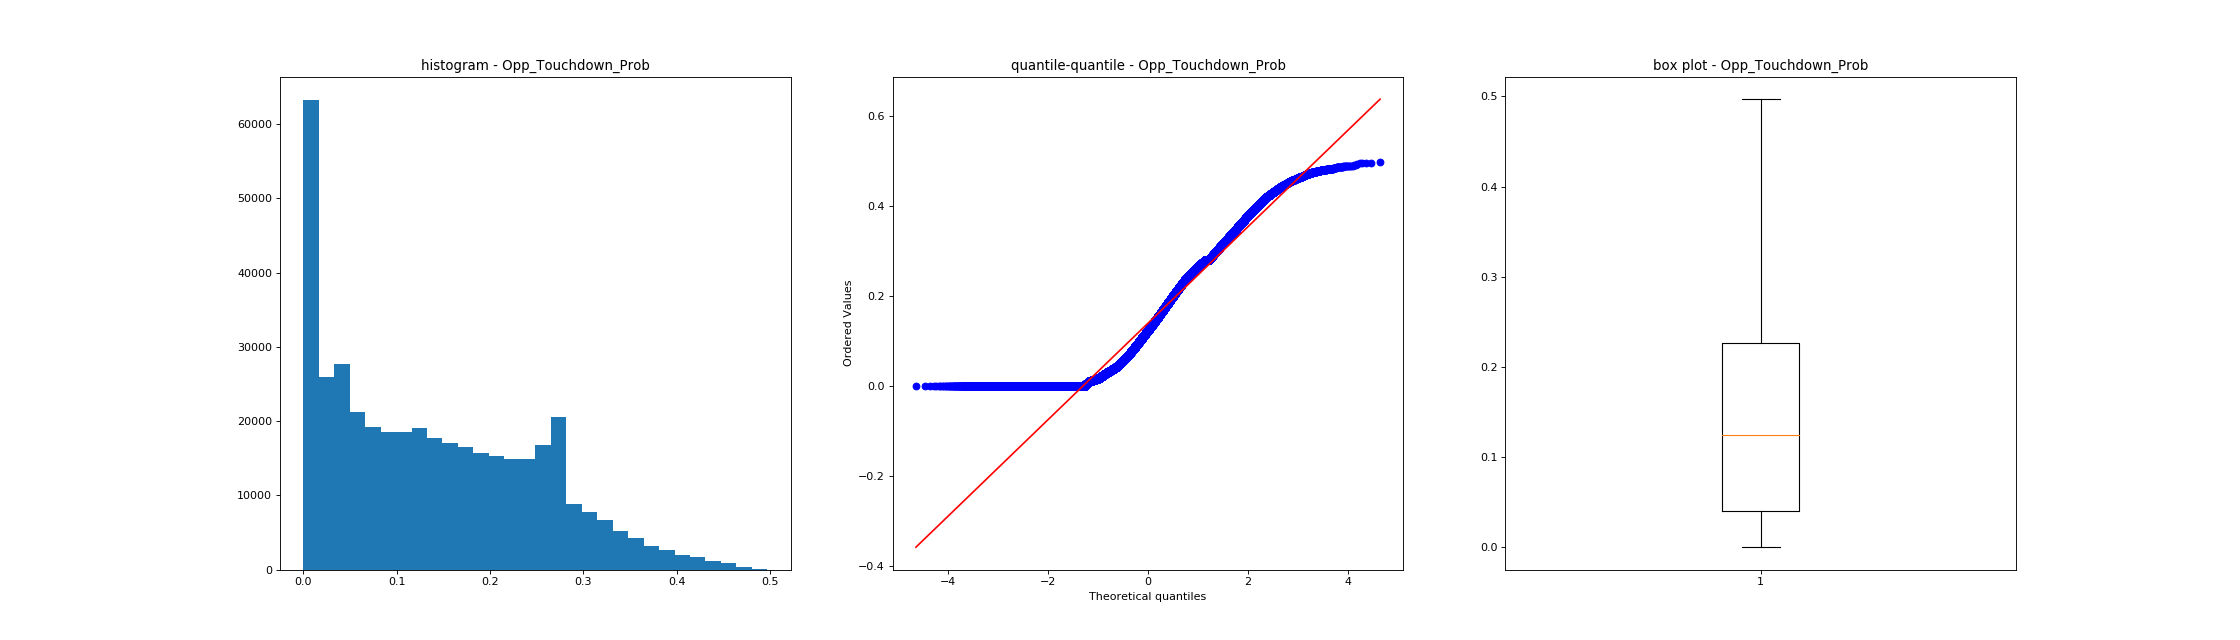 histogram - Opp_Touchdown_Prob
60000
50000
40000
30000
20000
10000
0
0.0 0.1 0.2 0.3 0.4 0.5
quantile-quantile - Opp_Touchdown_Prob
Ordered Values
0.6
0.4
0.2
0.0
−0.2
−0.4
−4 −2 0 2 4
Theoretical quantiles
box plot - Opp_Touchdown_Prob
0.5
0.4
0.3
0.2
0.1
0.0
1